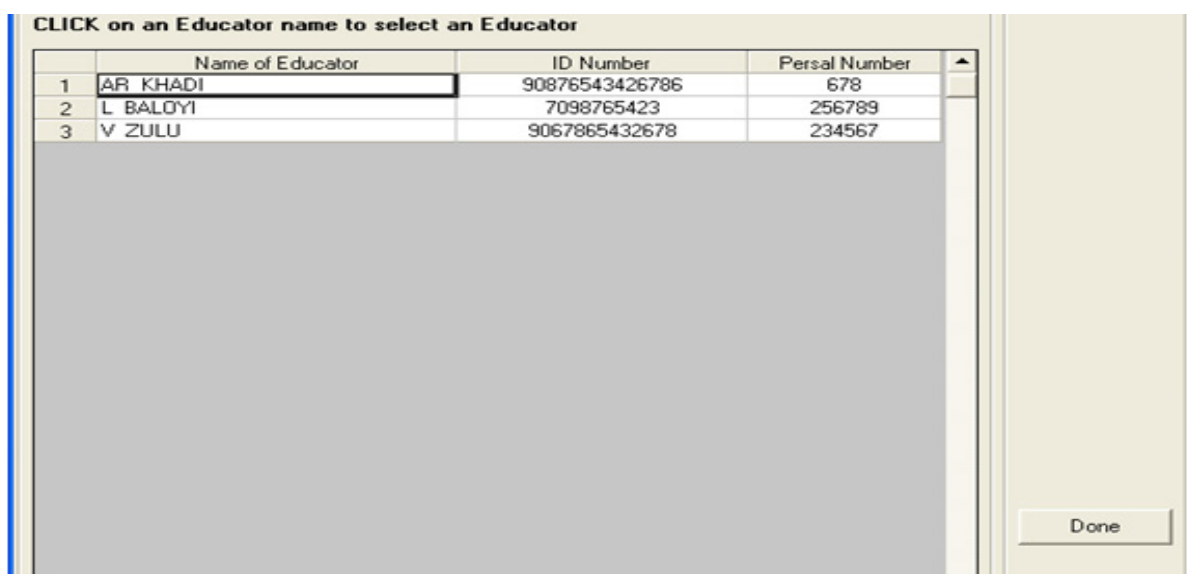 CLICK on an Educator name to select an Educator
Name of Educator ID Number Persal Number
1 AR KHADI 90876543426786 678
2 L BALOYI 7098765423 256789
3 V ZULU 9067865432678 234567
Done